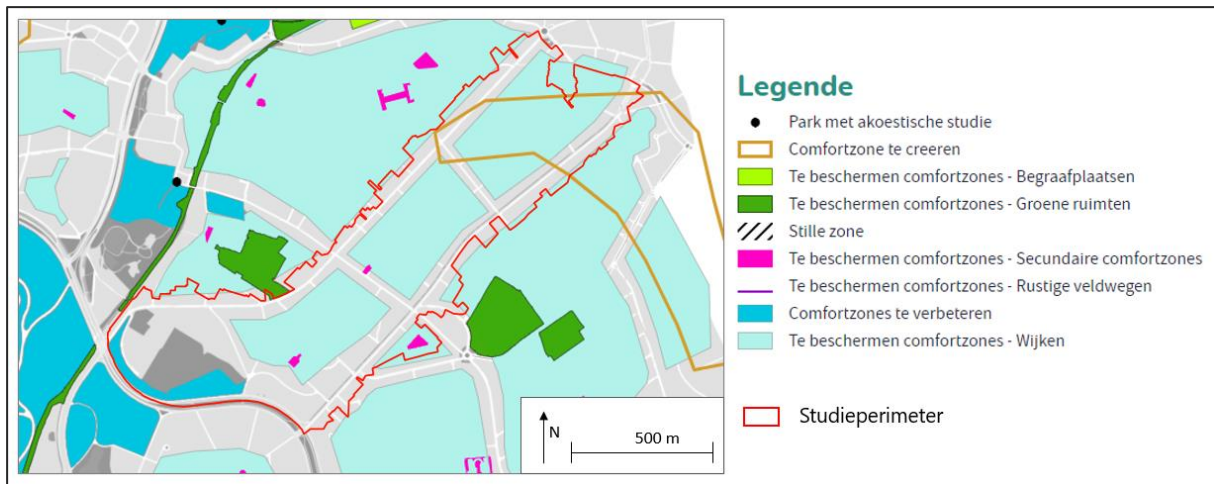 Legende
Park met akoestische studie
Comfortzone te creeren
Te beschermen comfortzones - Begraafplaatsen
Te beschermen comfortzones - Groene ruimten
Stille zone
Te beschermen comfortzones - Secundaire comfortzones
Te beschermen comfortzones - Rustige veldwegen
Comfortzones te verbeteren
Te beschermen comfortzones - Wijken
Studieperimeter
N
500 m